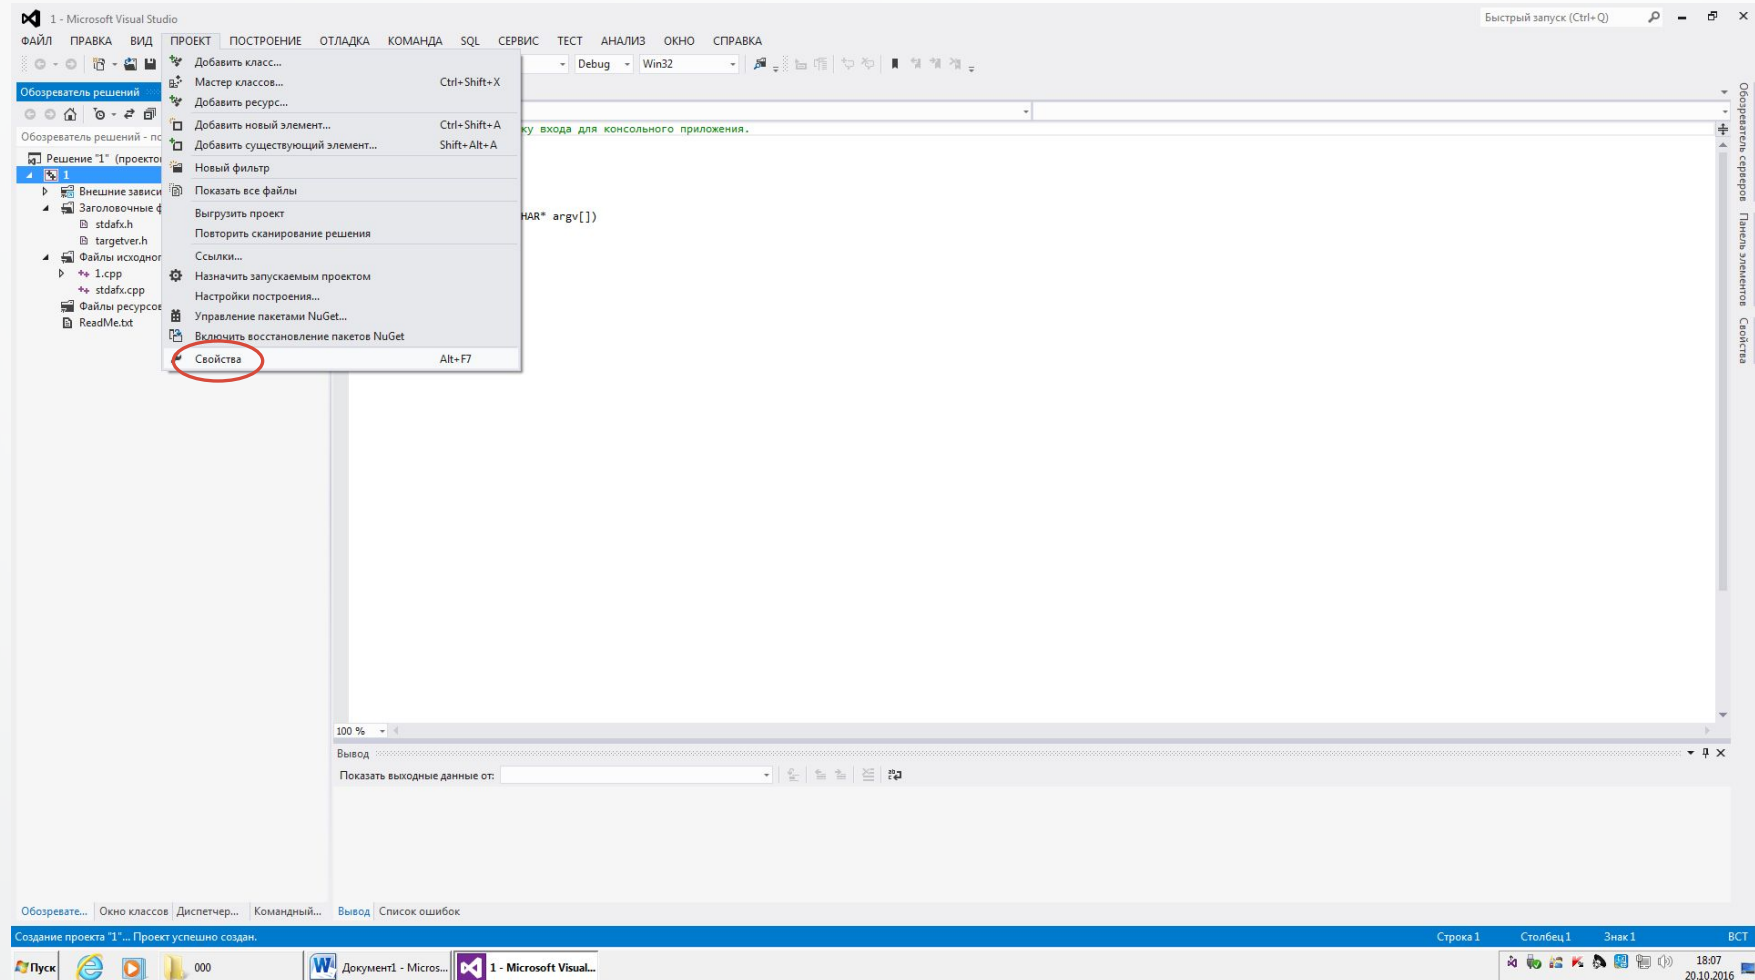 1 - Microsoft Visual Studio
Быстрый запуск (Ctrl+Q)
ФАЙЛ ПРАВКА ВИД ПРОЕКТ ПОСТРОЕНИЕ ОТЛАДКА КОМАНДА SQL СЕРВИС ТЕСТ АНАЛИЗ ОКНО СПРАВКА
Debug Win32
Обозреватель решений
Обозреватель решений - по
Решение "1" (проектов
1
Внешние зависи
Заголовочные ф
stdafx.h
targetver.h
Файлы исходног
1.cpp
stdafx.cpp
Файлы ресурсов
ReadMe.txt
Добавить класс...
Мастер классов... Ctrl+Shift+X
Добавить ресурс...
Добавить новый элемент... Ctrl+Shift+A
Добавить существующий элемент... Shift+Alt+A
Новый фильтр
Показать все файлы
Выгрузить проект
Повторить сканирование решения
Ссылки...
Назначить запускаемым проектом
Настройки построения...
Управление пакетами NuGet...
Включить восстановление пакетов NuGet
Свойства Alt+F7
ку входа для консольного приложения.
HAR* argv[])
Обозреватель серверов
Панель элементов
Свойства
100 %
Вывод
Показать выходные данные от:
Обозревате... Окно классов Диспетчер... Командный... Вывод Список ошибок
Создание проекта "1"... Проект успешно создан.
Строка 1 Столбец 1 Знак 1 ВСТ
Пуск 000 Документ1 - Micros... 1 - Microsoft Visual...
18:07
20.10.2016